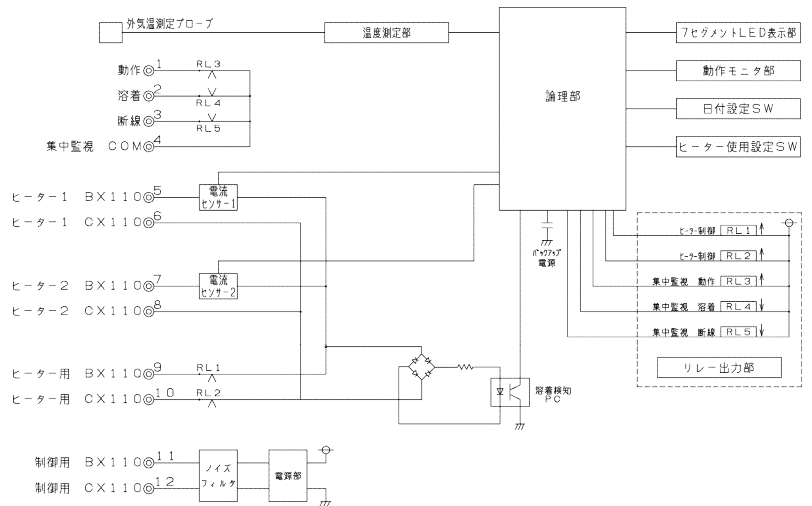 外気温測定プローブ
温度測定部
論理部
7セグメントLED表示部
動作モニタ部
日付設定SW
ヒーター使用設定SW
動作 1 RL3
溶着 2 RL4
断線 3 RL5
集中監視 COM 4
ヒーター1 BX110 5
電流
センサー1
ヒーター1 CX110 6
ヒーター2 BX110 7
電流
センサー2
ヒーター2 CX110 8
ヒーター用 BX110 9 RL1
ヒーター用 CX110 10 RL2
バックアップ
電源
ヒーター制御 RL1
ヒーター制御 RL2
集中監視 動作 RL3
集中監視 溶着 RL4
集中監視 断線 RL5
リレー出力部
溶着検知
PC
制御用 BX110 11
制御用 CX110 12
ノイズ
フィルタ
電源部